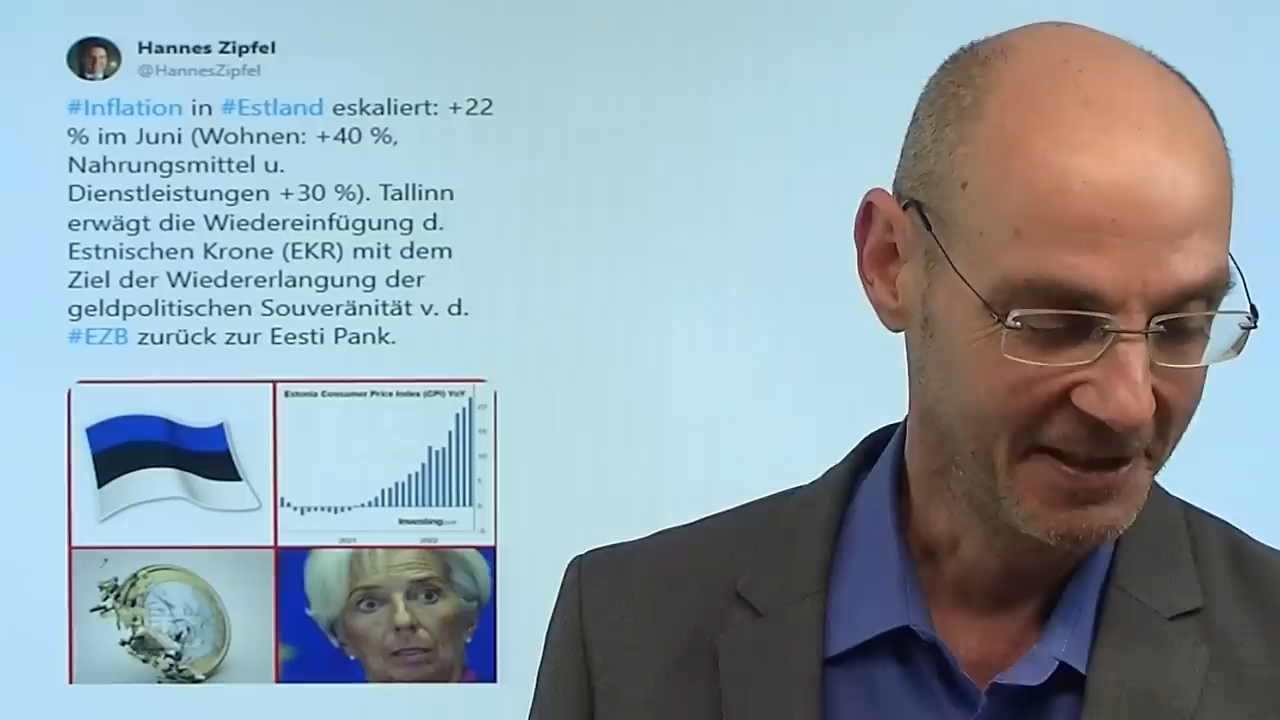 Hannes Zipfel
@HannesZipfel
#Inflation in #Estland eskaliert: +22
% im Juni (Wohnen: +40 %,
Nahrungsmittel u.
Dienstleistungen +30 %). Tallinn
erwägt die Wiedereinfügung d.
Estnischen Krone (EKR) mit dem
Ziel der Wiedererlangung der
geldpolitischen Souveränität v. d.
#EZB zurück zur Eesti Pank.
Estonia Consumer Price Index (CPI) YoY
Investing.com
2021 2022